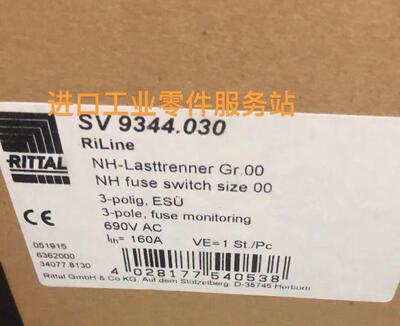 进口工业零件服务站
SV 9344.030
RiLine
RITTAL
NH-Lasttrenner Gr.00
NH fuse switch size 00
3-polig, ESÜ
3-pole, fuse monitoring
690V AC
Ith= 160A VE=1 St./Pc
CE
051915
6362000
34077.8130
4 028177 540538
Rittal GmbH & Co KG, Auf dem Stützelberg, D-35745 Herborn